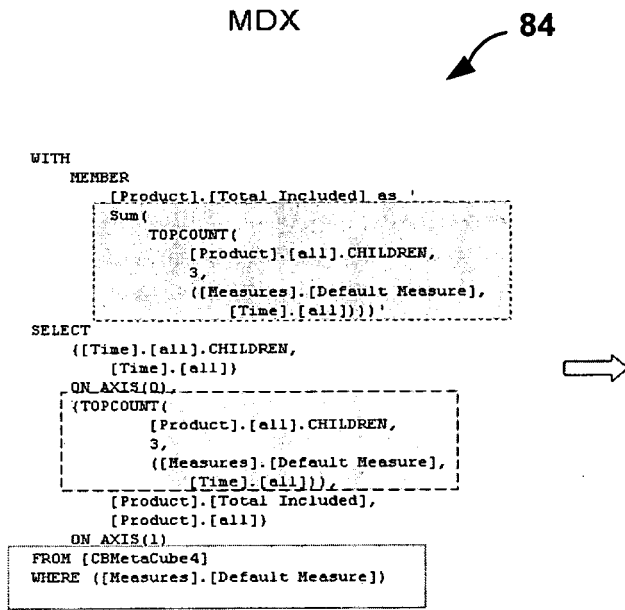 MDX
84
WITH
MEMBER
[Product].[Total Included] as '
Sum(
TOPCOUNT(
[Product].[all].CHILDREN,
3,
([Measures].[Default Measure],
[Time].[all])))'
SELECT
{[Time].[all].CHILDREN,
[Time].[all]}
ON AXIS(0),
{TOPCOUNT(
[Product].[all].CHILDREN,
3,
([Measures].[Default Measure],
[Time].[all])),
[Product].[Total Included],
[Product].[all]}
ON AXIS(1)
FROM [CBMetaCube4]
WHERE ([Measures].[Default Measure])